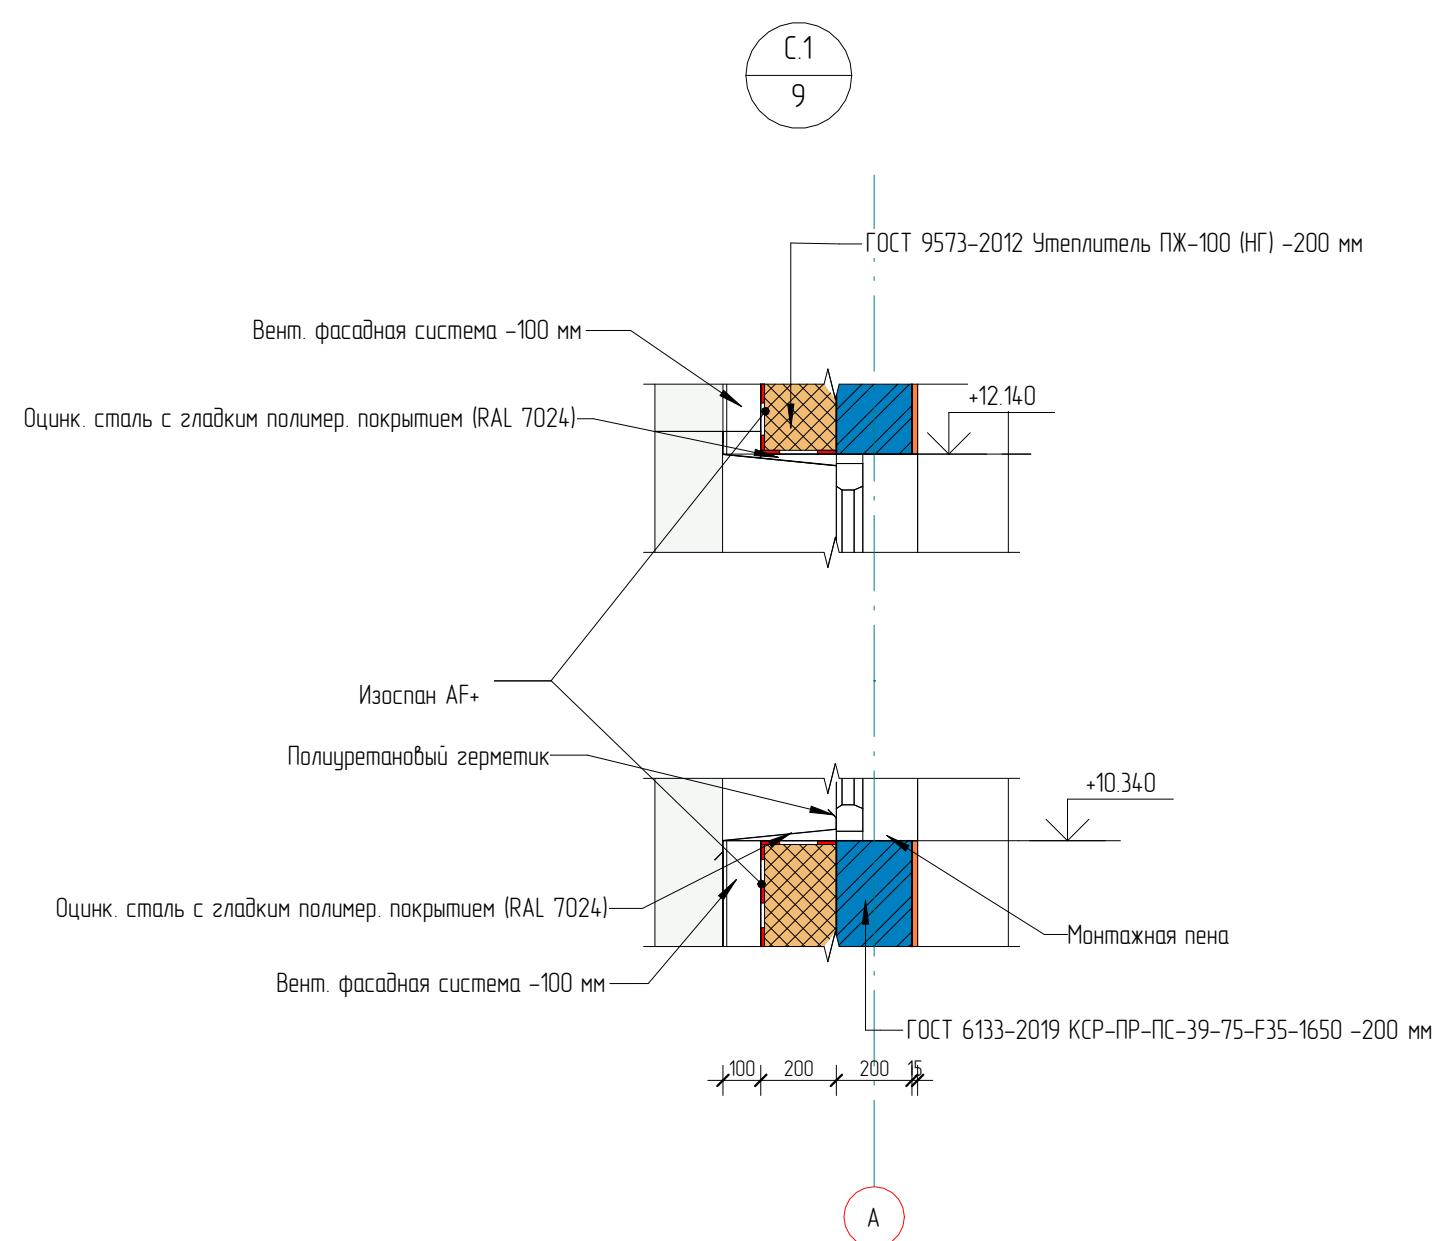 С.1
9
ГОСТ 9573-2012 Утеплитель ПЖ-100 (НГ) -200 мм
Вент. фасадная система -100 мм
+12.140
Оцинк. сталь с гладким полимер. покрытием (RAL 7024)
Изоспан AF+
Полиуретановый герметик
+10.340
Оцинк. сталь с гладким полимер. покрытием (RAL 7024)
Монтажная пена
Вент. фасадная система -100 мм
ГОСТ 6133-2019 КСР-ПР-ПС-39-75-F35-1650 -200 мм
100 200 200 15
А